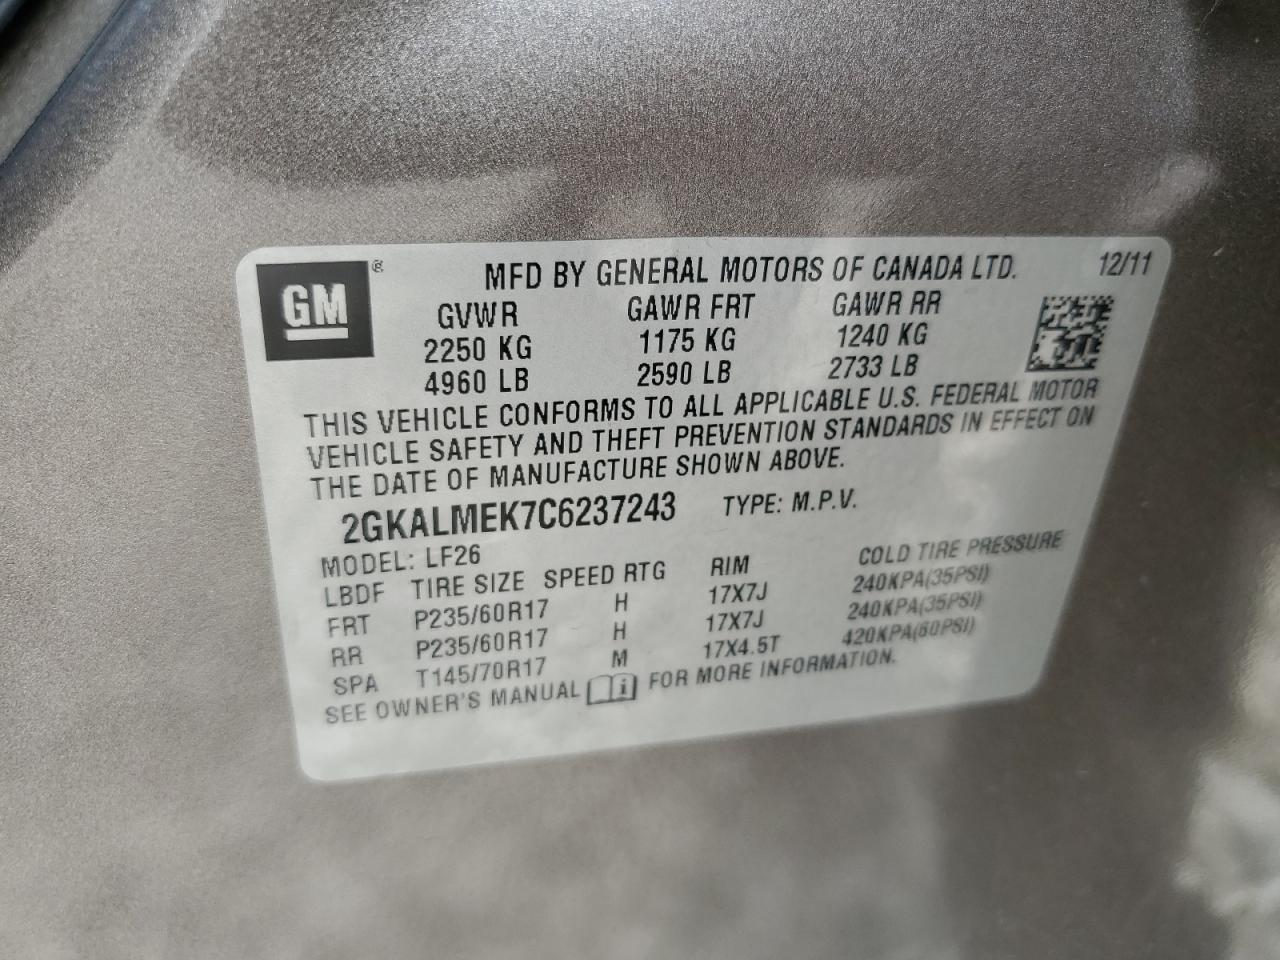 GM®
MFD BY GENERAL MOTORS OF CANADA LTD. 12/11
GVWR GAWR FRT GAWR RR
2250 KG 1175 KG 1240 KG
4960 LB 2590 LB 2733 LB
THIS VEHICLE CONFORMS TO ALL APPLICABLE U.S. FEDERAL MOTOR
VEHICLE SAFETY AND THEFT PREVENTION STANDARDS IN EFFECT ON
THE DATE OF MANUFACTURE SHOWN ABOVE.
2GKALMEK7C6237243 TYPE: M.P.V.
MODEL: LF26
LBDF TIRE SIZE SPEED RTG RIM COLD TIRE PRESSURE
FRT P235/60R17 H 17X7J 240KPA(35PSI)
RR P235/60R17 H 17X7J 240KPA(35PSI)
SPA T145/70R17 M 17X4.5T 420KPA(60PSI)
SEE OWNER'S MANUAL i FOR MORE INFORMATION.